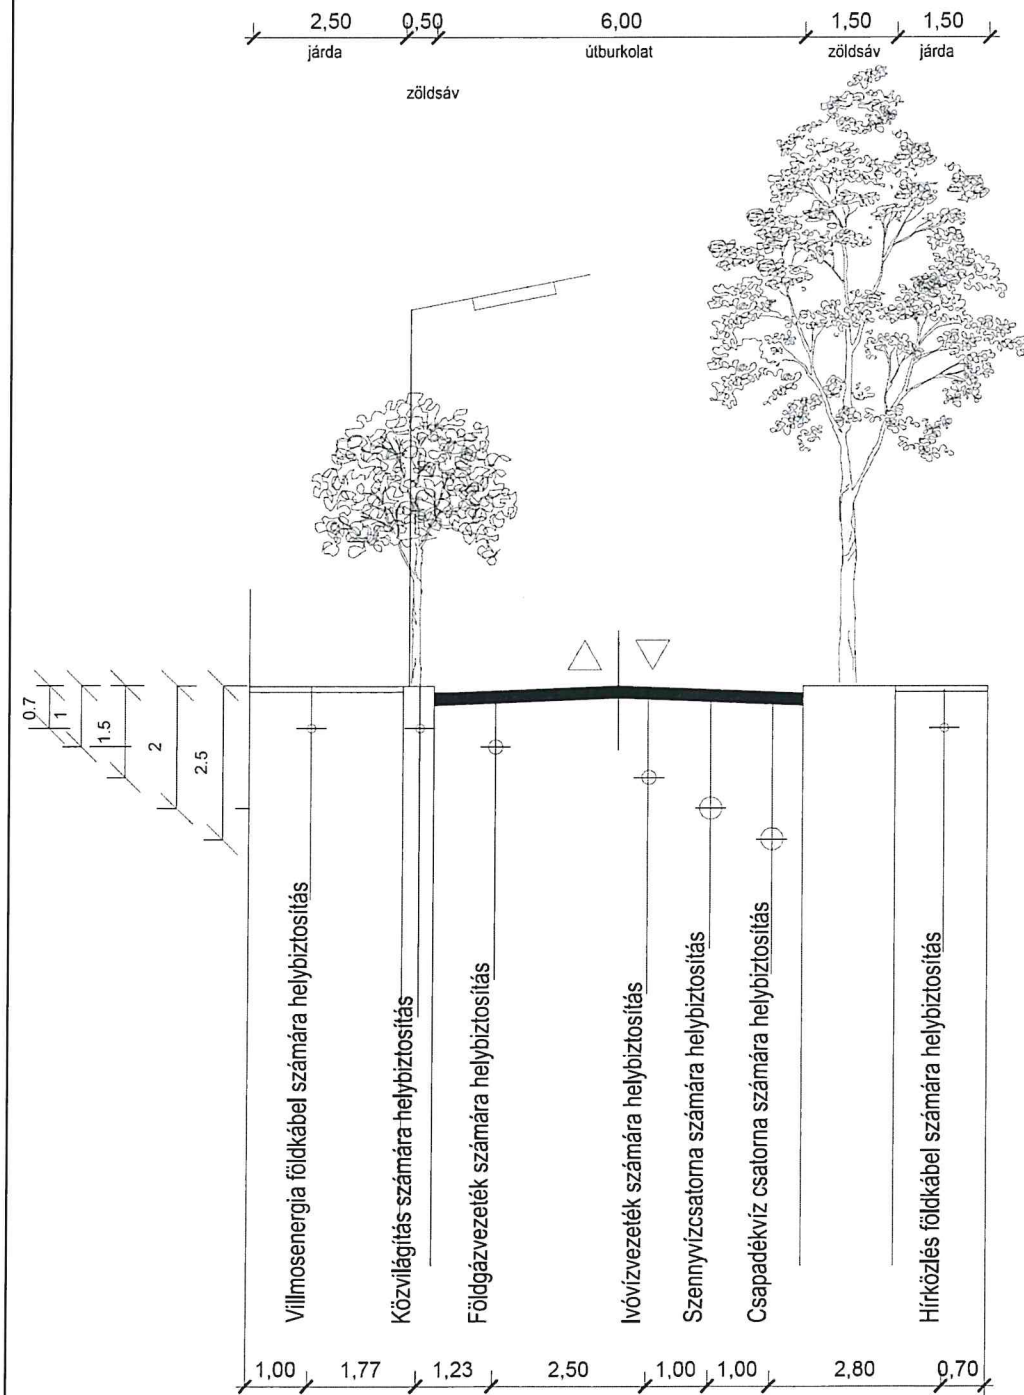 2,50 0,50 6,00 1,50 1,50
járda útburkolat zöldsáv járda
zöldsáv
0.7
1
1.5
2
2.5
Villmosenergia földkábel számára helybiztosítás
Közvilágítás számára helybiztosítás
Földgázvezeték számára helybiztosítás
Ivóvízvezeték számára helybiztosítás
Szennyvízcsatorna számára helybiztosítás
Csapadékvíz csatorna számára helybiztosítás
Hírközlés földkábel számára helybiztosítás
1,00 1,77 1,23 2,50 1,00 1,00 2,80 0,70